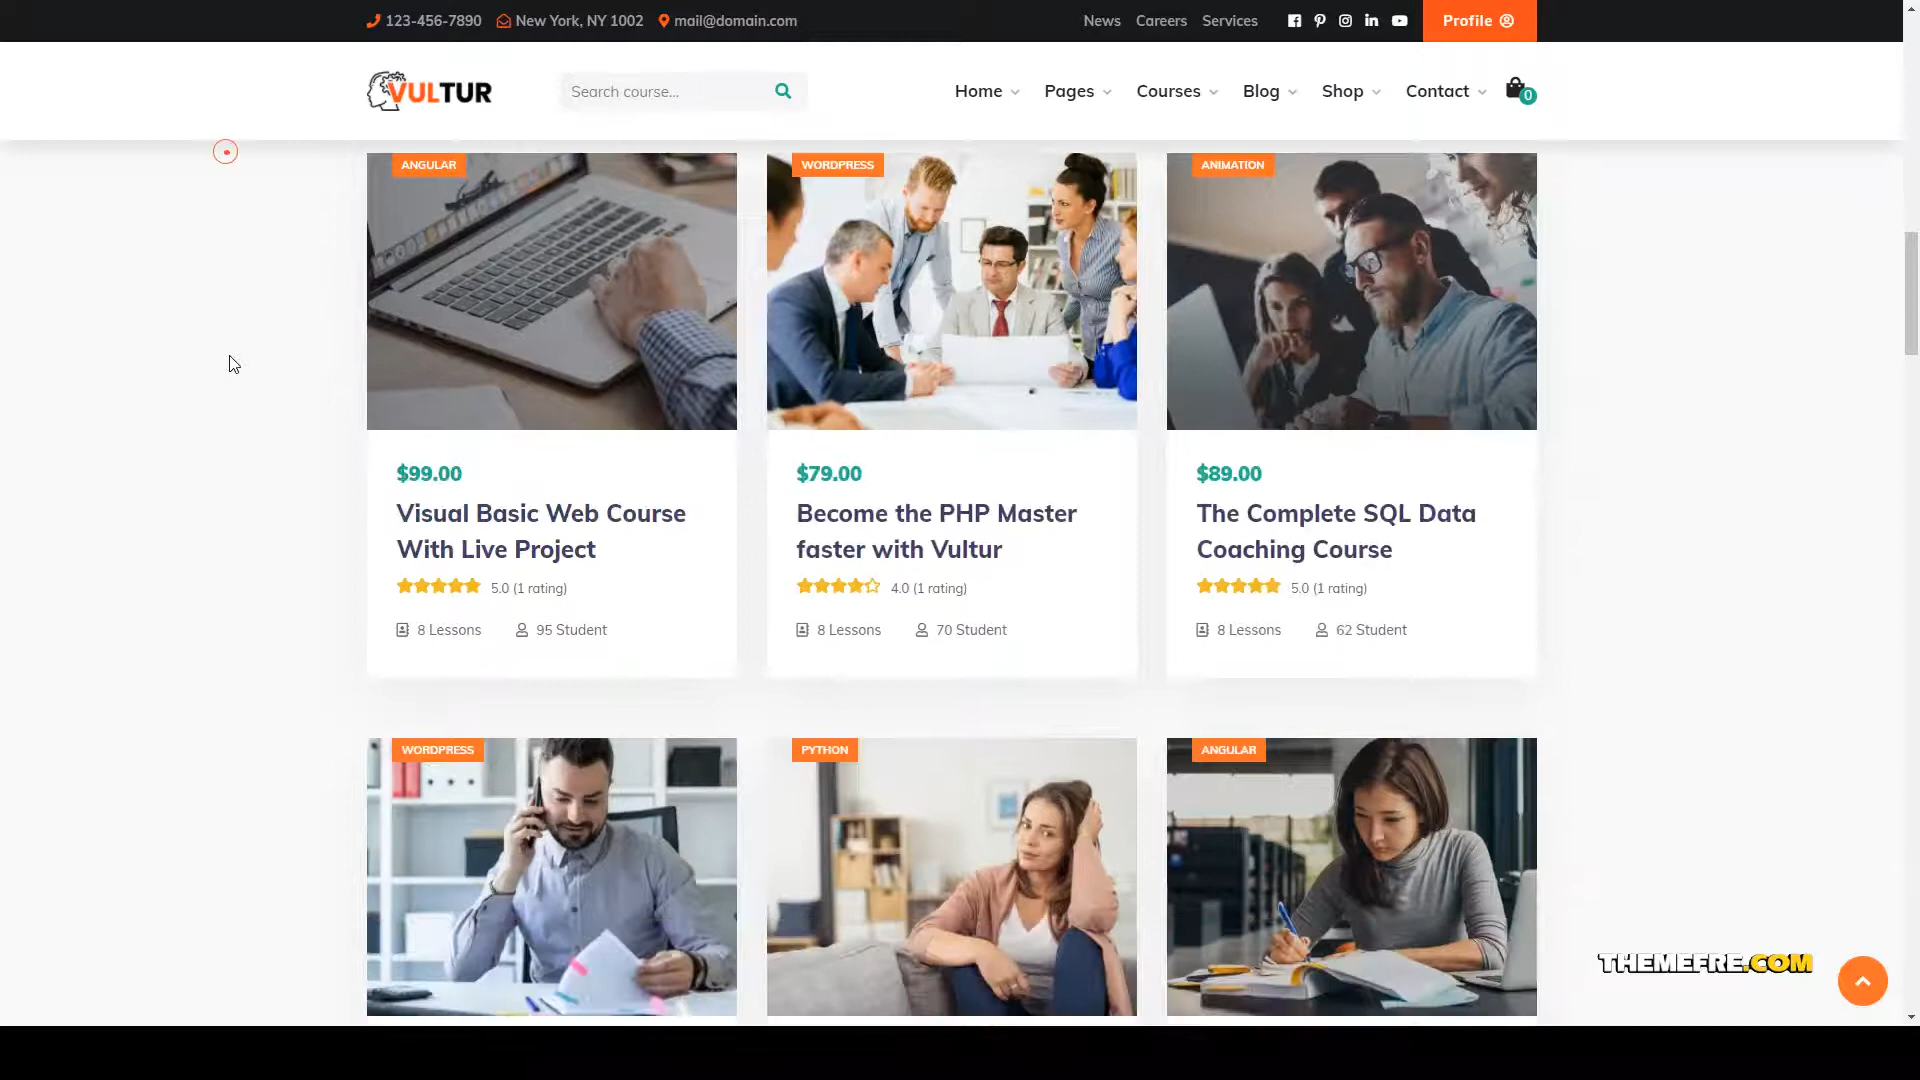 123-456-7890 New York, NY 1002 mail@domain.com News Careers Services Profile
VULTUR Search course... Home Pages Courses Blog Shop Contact 0
ANGULAR WORDPRESS ANIMATION
$99.00 $79.00 $89.00
Visual Basic Web Course Become the PHP Master The Complete SQL Data
With Live Project faster with Vultur Coaching Course
5.0 (1 rating) 4.0 (1 rating) 5.0 (1 rating)
8 Lessons 95 Student 8 Lessons 70 Student 8 Lessons 62 Student
WORDPRESS PYTHON ANGULAR
THEMEFRE.COM